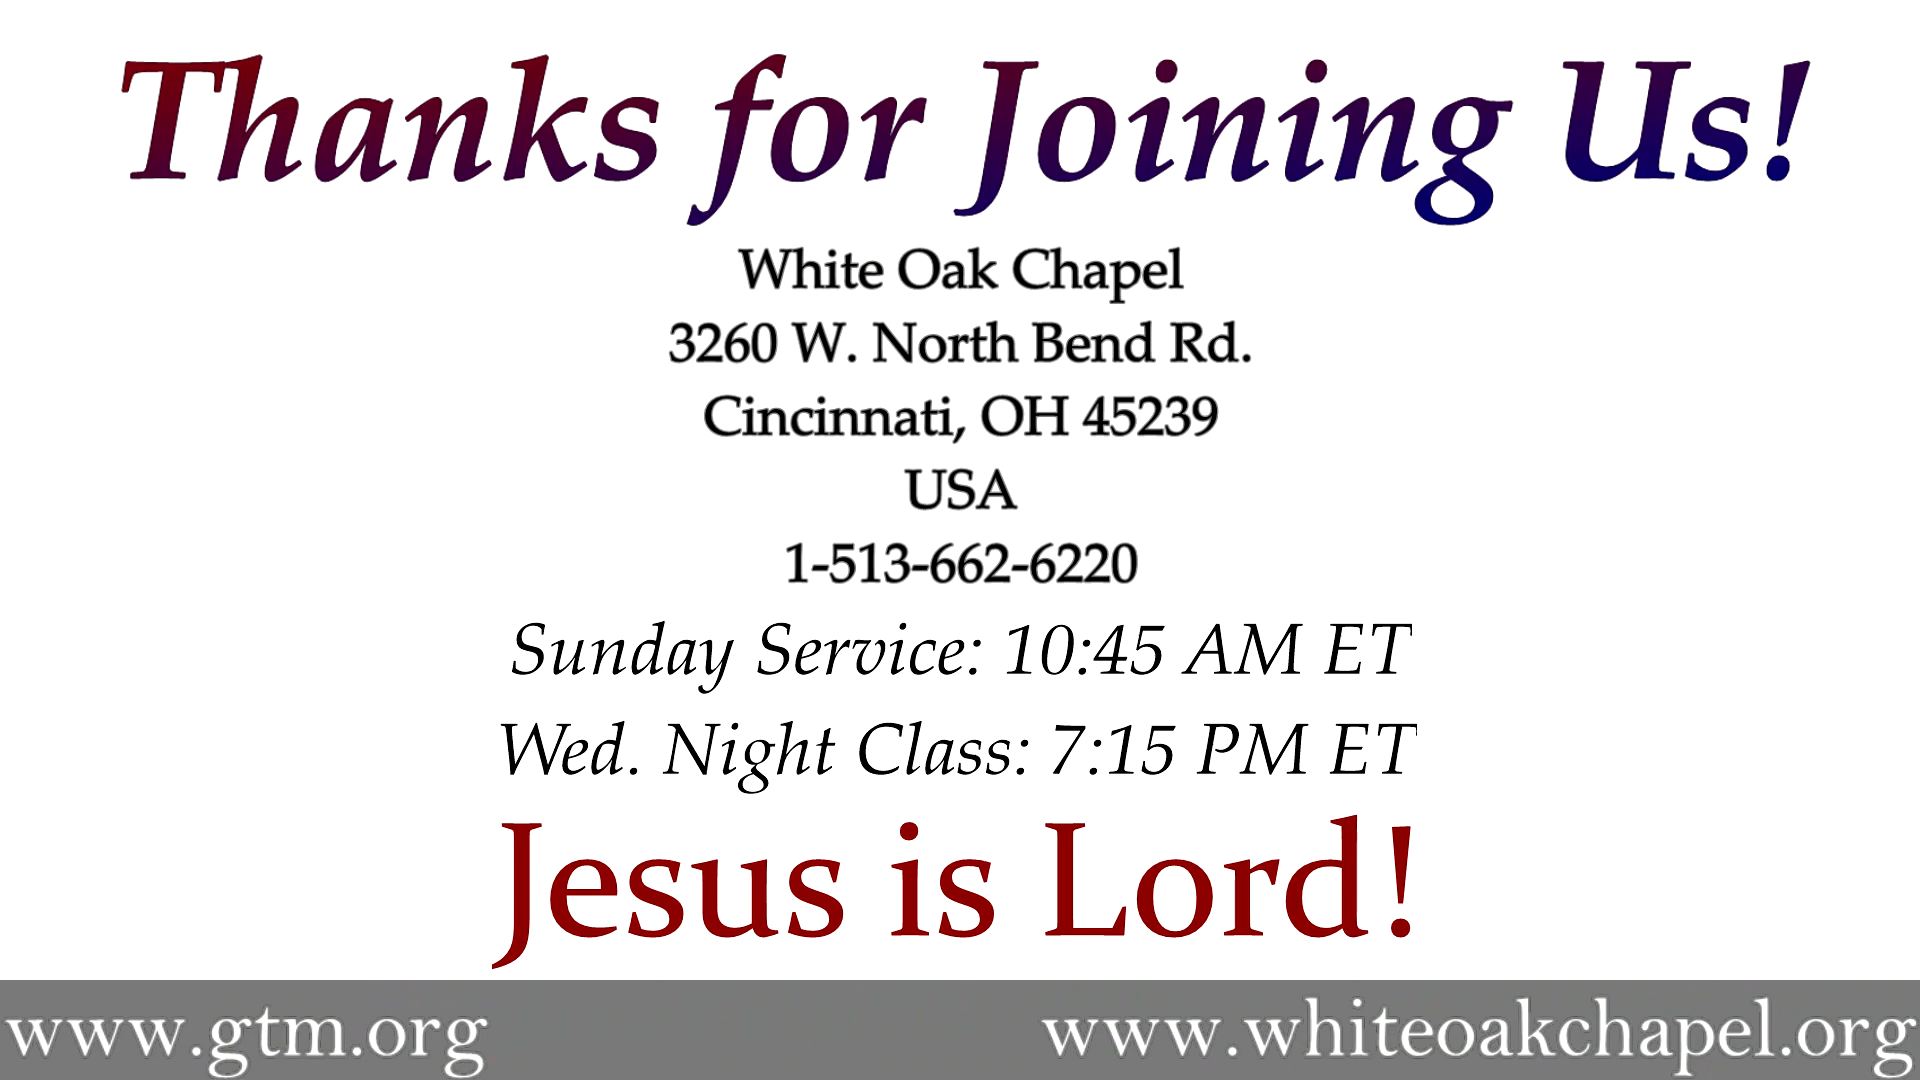 Thanks for Joining Us!
White Oak Chapel
3260 W. North Bend Rd.
Cincinnati, OH 45239
USA
1-513-662-6220
Sunday Service: 10:45 AM ET
Wed. Night Class: 7:15 PM ET
Jesus is Lord!
www.gtm.org
www.whiteoakchapel.org